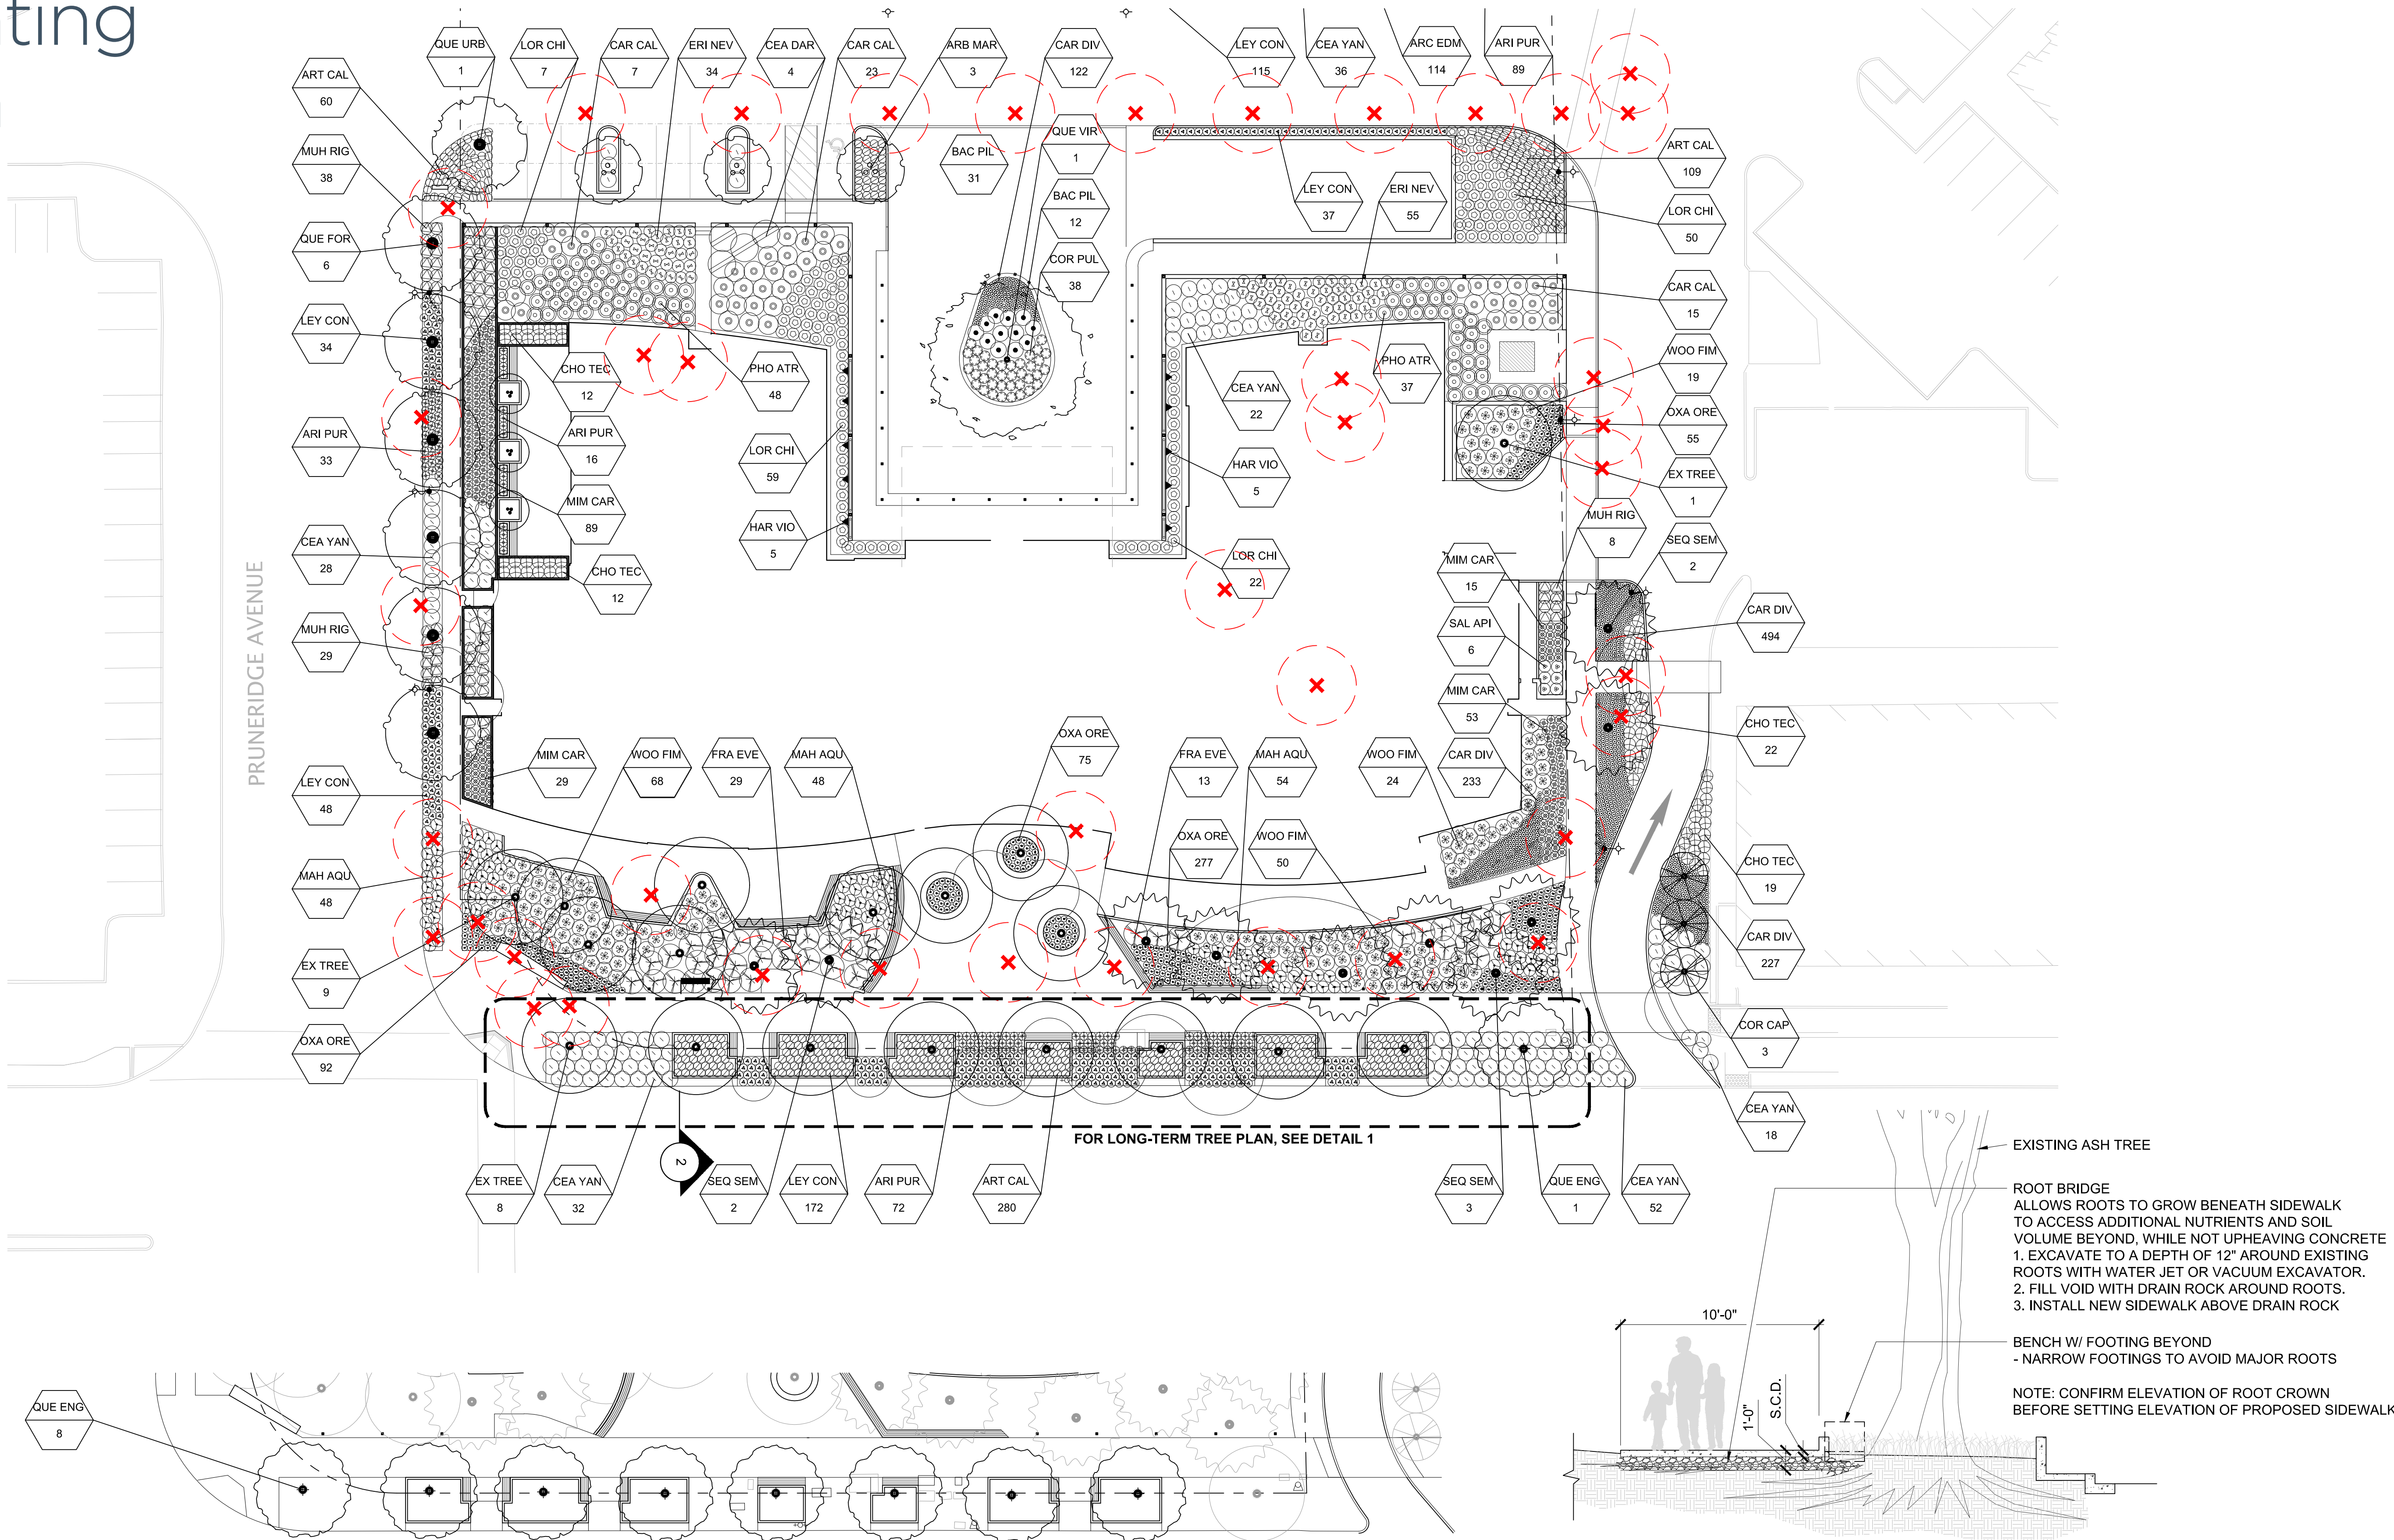 ting
QUE URB
1
LOR CHI
7
CAR CAL
7
ERI NEV
34
CEA DAR
4
CAR CAL
23
ARB MAR
3
CAR DIV
122
LEY CON
115
CEA YAN
36
ARC EDM
114
ARI PUR
89
ART CAL
60
MUH RIG
38
QUE FOR
6
LEY CON
34
ARI PUR
33
CEA YAN
28
MUH RIG
29
LEY CON
48
MAH AQU
48
EX TREE
9
OXA ORE
92
PRUNERIDGE AVENUE
BAC PIL
31
QUE VIR
1
BAC PIL
12
COR PUL
38
LEY CON
37
ERI NEV
55
ART CAL
109
LOR CHI
50
CAR CAL
15
WOO FIM
19
OXA ORE
55
EX TREE
1
MUH RIG
8
SEQ SEM
2
CHO TEC
12
PHO ATR
48
ARI PUR
16
LOR CHI
59
MIM CAR
89
HAR VIO
5
CHO TEC
12
CEA YAN
22
PHO ATR
37
HAR VIO
5
LOR CHI
22
MIM CAR
15
SAL API
6
MIM CAR
53
CAR DIV
494
CHO TEC
22
MIM CAR
29
WOO FIM
68
FRA EVE
29
MAH AQU
48
OXA ORE
75
FRA EVE
13
MAH AQU
54
WOO FIM
24
CAR DIV
233
OXA ORE
277
WOO FIM
50
CHO TEC
19
CAR DIV
227
COR CAP
3
CEA YAN
18
FOR LONG-TERM TREE PLAN, SEE DETAIL 1
EX TREE
8
CEA YAN
32
2
SEQ SEM
2
LEY CON
172
ARI PUR
72
ART CAL
280
SEQ SEM
3
QUE ENG
1
CEA YAN
52
EXISTING ASH TREE
ROOT BRIDGE
ALLOWS ROOTS TO GROW BENEATH SIDEWALK
TO ACCESS ADDITIONAL NUTRIENTS AND SOIL
VOLUME BEYOND, WHILE NOT UPHEAVING CONCRETE
1. EXCAVATE TO A DEPTH OF 12" AROUND EXISTING
ROOTS WITH WATER JET OR VACUUM EXCAVATOR.
2. FILL VOID WITH DRAIN ROCK AROUND ROOTS.
3. INSTALL NEW SIDEWALK ABOVE DRAIN ROCK
BENCH W/ FOOTING BEYOND
- NARROW FOOTINGS TO AVOID MAJOR ROOTS
NOTE: CONFIRM ELEVATION OF ROOT CROWN
BEFORE SETTING ELEVATION OF PROPOSED SIDEWALK
10'-0"
1'-0"
S.C.D.
QUE ENG
8